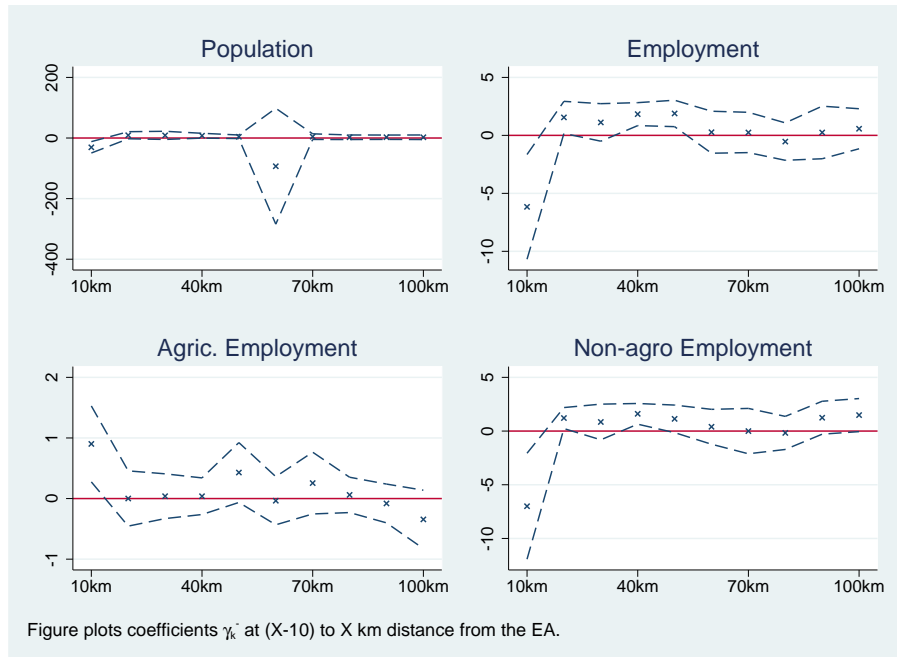 Population
200
0
-200
-400
10km 40km 70km 100km
Employment
5
0
-5
-10
10km 40km 70km 100km
Agric. Employment
2
1
0
-1
10km 40km 70km 100km
Non-agro Employment
5
0
-5
-10
10km 40km 70km 100km
Figure plots coefficients γₖ⁻ at (X-10) to X km distance from the EA.